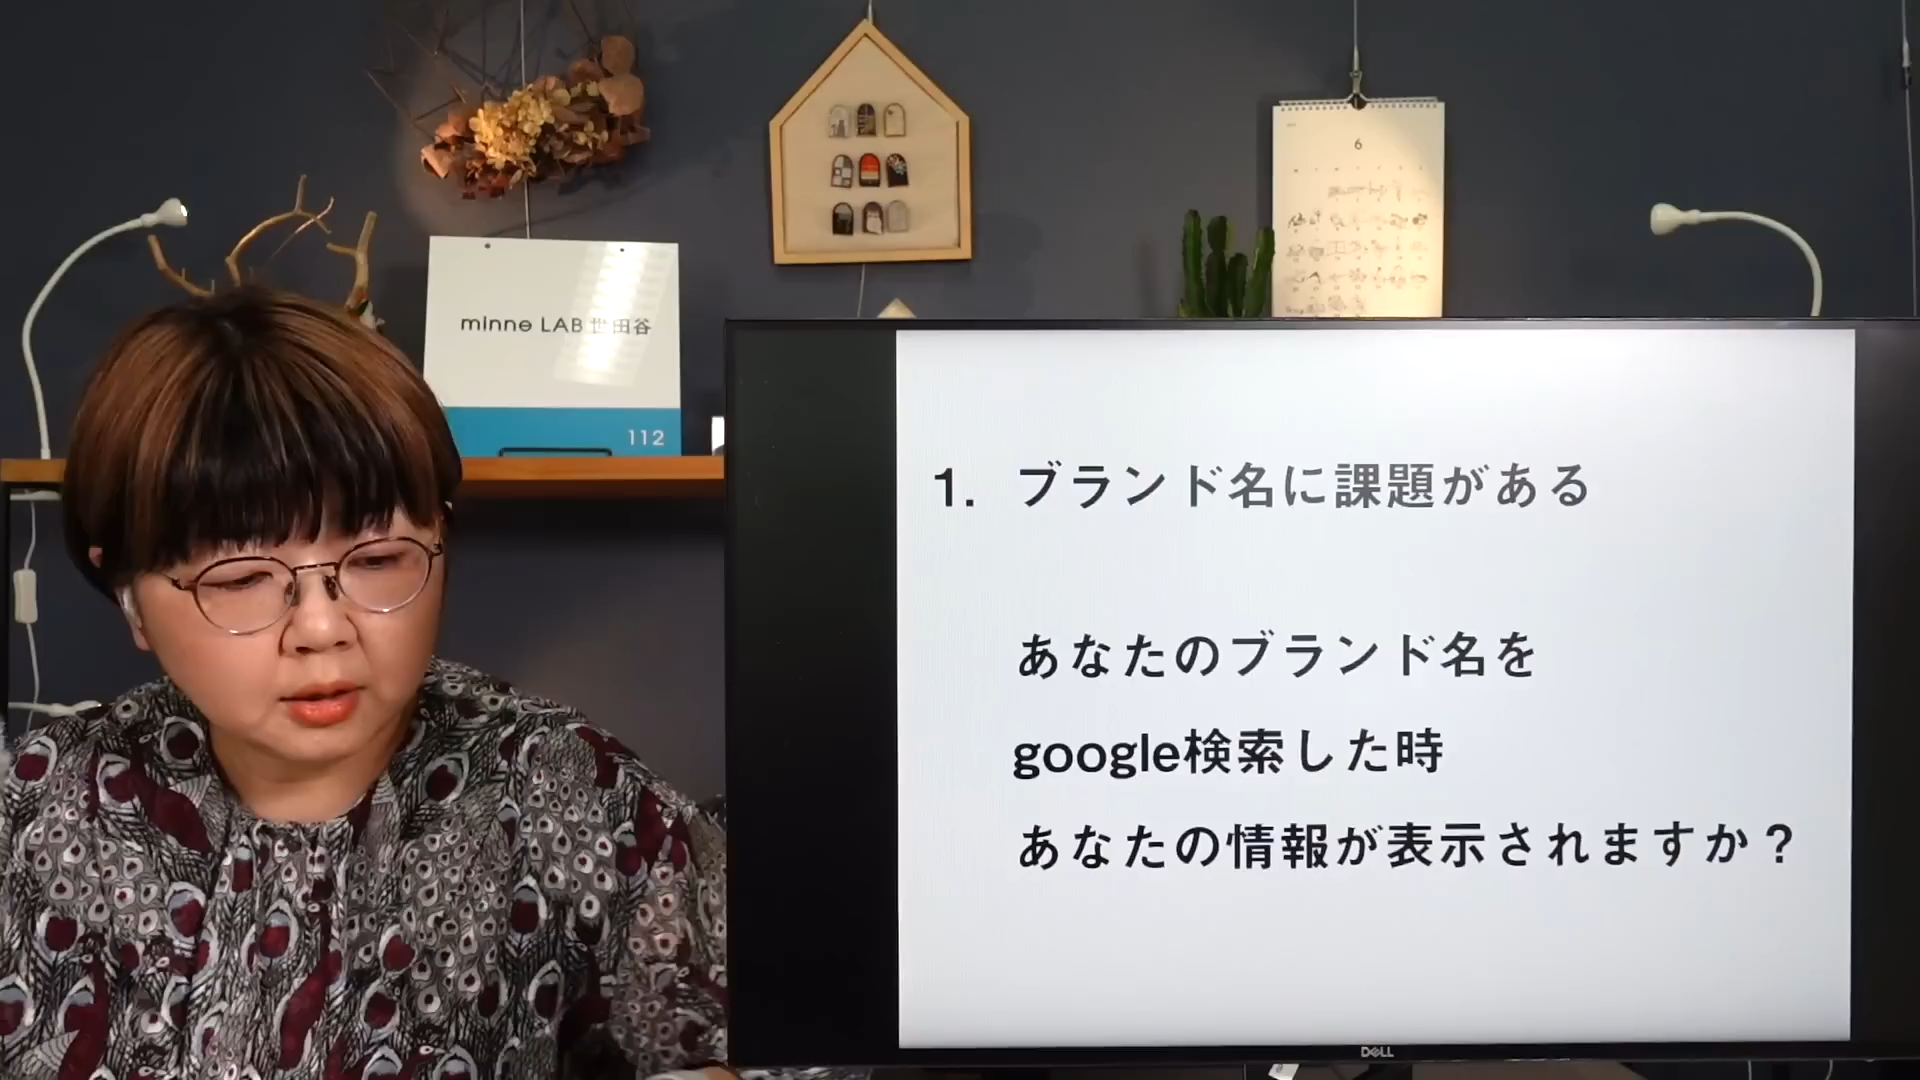 6
minne LAB 世田谷
112
1. ブランド名に課題がある
あなたのブランド名を
google検索した時
あなたの情報が表示されますか？
DELL